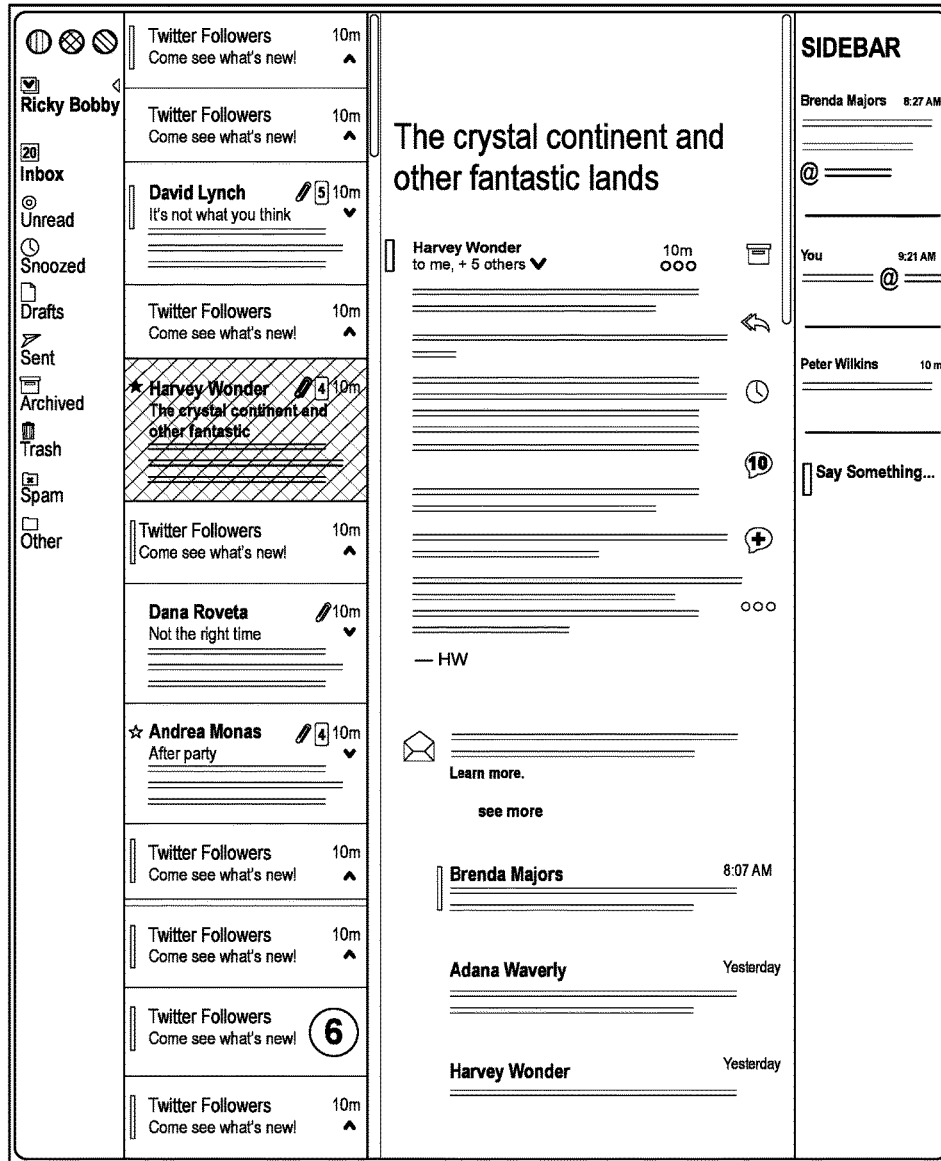 Ricky Bobby
20
Inbox
Unread
Snoozed
Drafts
Sent
Archived
Trash
Spam
Other
Twitter Followers 10m
Come see what's new!
Twitter Followers 10m
Come see what's new!
David Lynch 5 10m
It's not what you think
Twitter Followers 10m
Come see what's new!
Harvey Wonder 4 10m
The crystal continent and
other fantastic
Twitter Followers 10m
Come see what's new!
Dana Roveta 10m
Not the right time
Andrea Monas 4 10m
After party
Twitter Followers 10m
Come see what's new!
Twitter Followers 10m
Come see what's new!
Twitter Followers
Come see what's new! 6
Twitter Followers 10m
Come see what's new!
The crystal continent and
other fantastic lands
Harvey Wonder 10m
to me, + 5 others
10
— HW
Learn more.
see more
Brenda Majors 8:07 AM
Adana Waverly Yesterday
Harvey Wonder Yesterday
SIDEBAR
Brenda Majors 8:27 AM
@
You 9:21 AM
@
Peter Wilkins 10 m
Say Something...